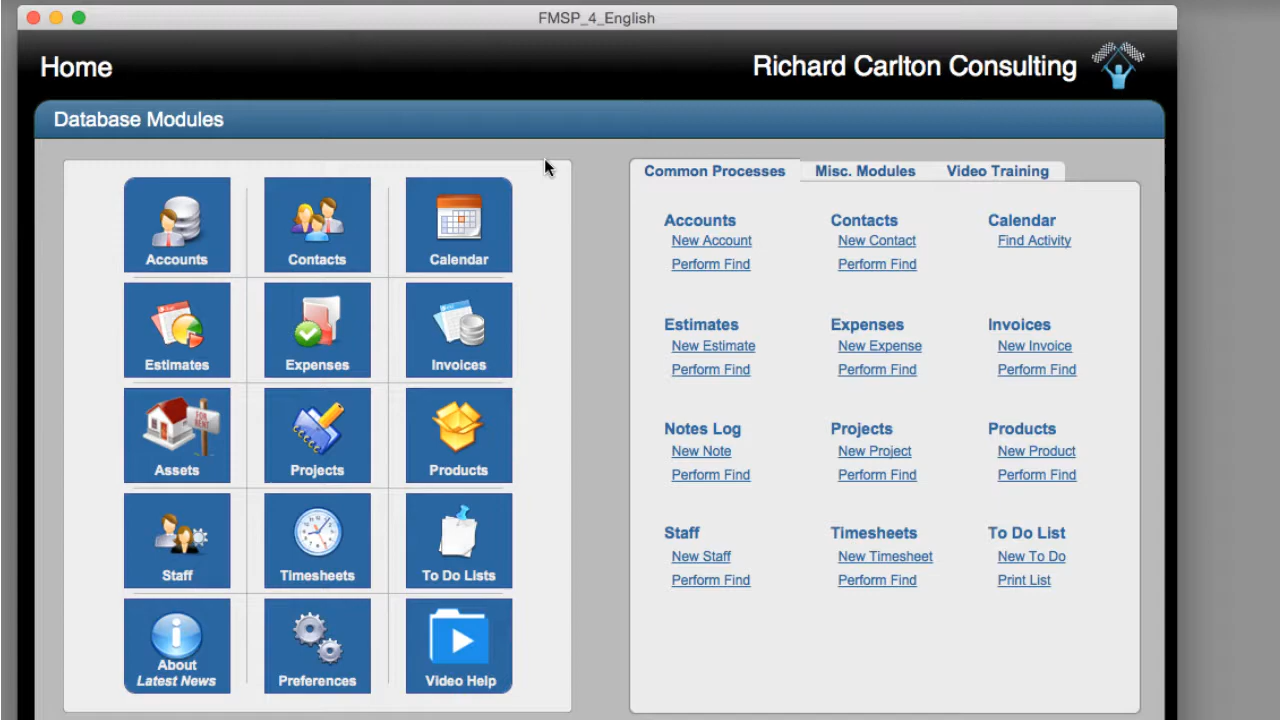 FMSP_4_English
Home
Richard Carlton Consulting
Database Modules
Accounts
Contacts
Calendar
Estimates
Expenses
Invoices
FOR RENT
Assets
Projects
Products
Staff
Timesheets
To Do Lists
About
Latest News
Preferences
Video Help
Common Processes
Misc. Modules
Video Training
Accounts
New Account
Perform Find
Contacts
New Contact
Perform Find
Calendar
Find Activity
Estimates
New Estimate
Perform Find
Expenses
New Expense
Perform Find
Invoices
New Invoice
Perform Find
Notes Log
New Note
Perform Find
Projects
New Project
Perform Find
Products
New Product
Perform Find
Staff
New Staff
Perform Find
Timesheets
New Timesheet
Perform Find
To Do List
New To Do
Print List